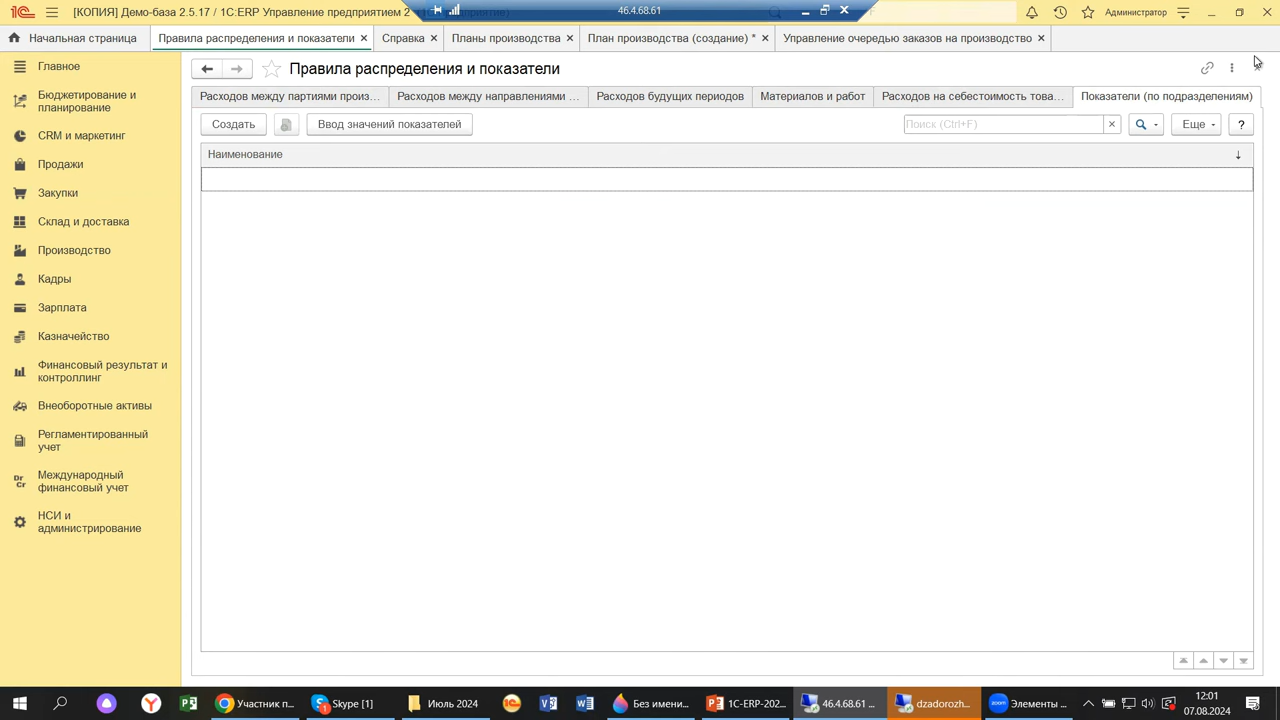 [КОПИЯ] Демо-база 2.5.17 / 1С:ERP Управление предприятием 2
46.4.68.61
Администратор
Начальная страница
Правила распределения и показатели
Справка
Планы производства
План производства (создание) *
Управление очередью заказов на производство
Главное
Бюджетирование и
планирование
CRM и маркетинг
Продажи
Закупки
Склад и доставка
Производство
Кадры
Зарплата
Казначейство
Финансовый результат и
контроллинг
Внеоборотные активы
Регламентированный
учет
Международный
финансовый учет
НСИ и
администрирование
Правила распределения и показатели
Расходов между партиями произ...
Расходов между направлениями ...
Расходов будущих периодов
Материалов и работ
Расходов на себестоимость това...
Показатели (по подразделениям)
Создать
Ввод значений показателей
Поиск (Ctrl+F)
Еще
?
Наименование
Участник п...
Skype [1]
Июль 2024
Без имени...
1C-ERP-202...
46.4.68.61 ...
dzadorozh...
Элементы ...
12:01
07.08.2024